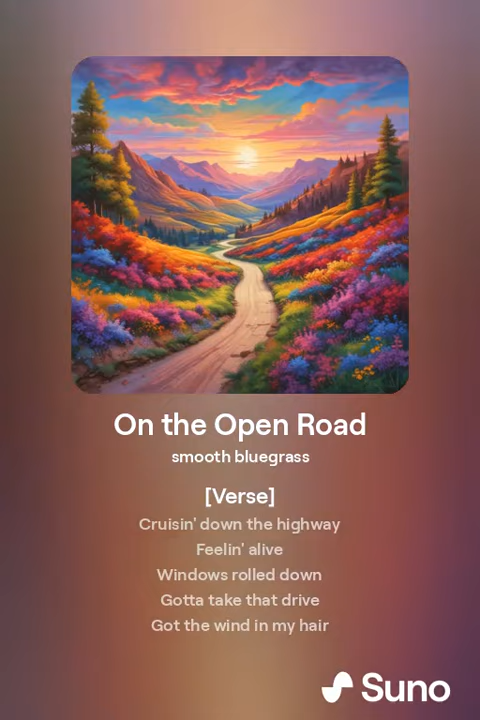 On the Open Road
smooth bluegrass
[Verse]
Cruisin' down the highway
Feelin' alive
Windows rolled down
Gotta take that drive
Got the wind in my hair
Suno